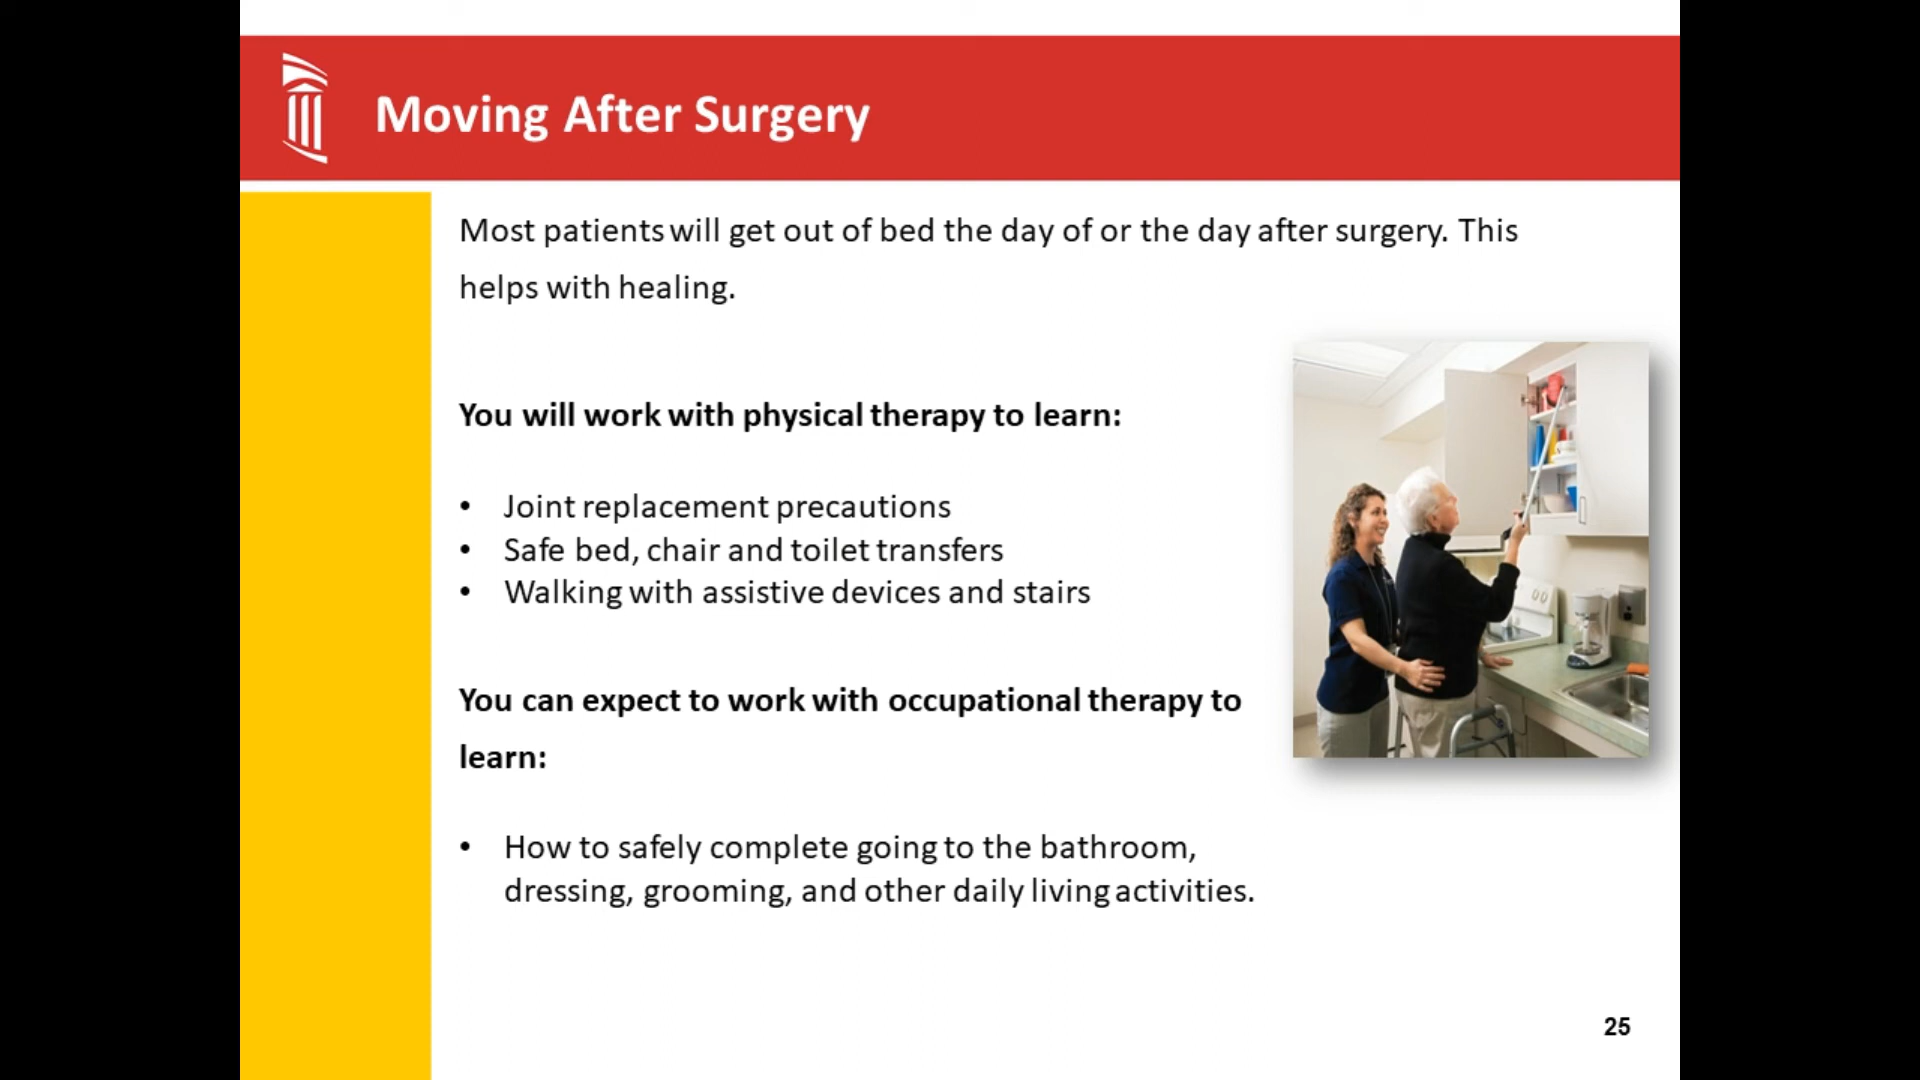 Moving After Surgery
Most patients will get out of bed the day of or the day after surgery. This
helps with healing.
You will work with physical therapy to learn:
• Joint replacement precautions
• Safe bed, chair and toilet transfers
• Walking with assistive devices and stairs
You can expect to work with occupational therapy to
learn:
• How to safely complete going to the bathroom,
dressing, grooming, and other daily living activities.
25